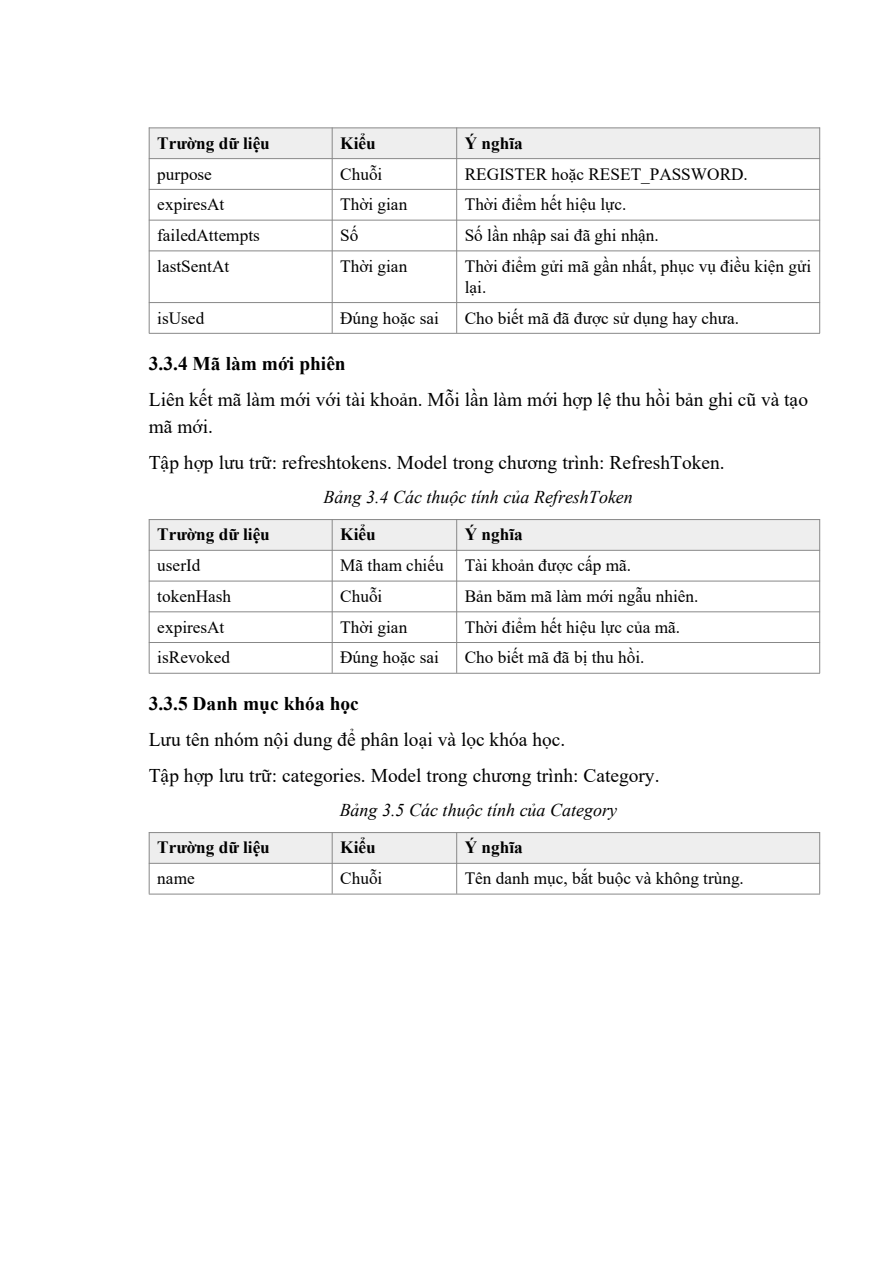 Trường dữ liệu Kiểu Ý nghĩa
purpose Chuỗi REGISTER hoặc RESET_PASSWORD.
expiresAt Thời gian Thời điểm hết hiệu lực.
failedAttempts Số Số lần nhập sai đã ghi nhận.
lastSentAt Thời gian Thời điểm gửi mã gần nhất, phục vụ điều kiện gửi
lại.
isUsed Đúng hoặc sai Cho biết mã đã được sử dụng hay chưa.
3.3.4 Mã làm mới phiên
Liên kết mã làm mới với tài khoản. Mỗi lần làm mới hợp lệ thu hồi bản ghi cũ và tạo
mã mới.
Tập hợp lưu trữ: refreshtokens. Model trong chương trình: RefreshToken.
Bảng 3.4 Các thuộc tính của RefreshToken
Trường dữ liệu Kiểu Ý nghĩa
userId Mã tham chiếu Tài khoản được cấp mã.
tokenHash Chuỗi Bản băm mã làm mới ngẫu nhiên.
expiresAt Thời gian Thời điểm hết hiệu lực của mã.
isRevoked Đúng hoặc sai Cho biết mã đã bị thu hồi.
3.3.5 Danh mục khóa học
Lưu tên nhóm nội dung để phân loại và lọc khóa học.
Tập hợp lưu trữ: categories. Model trong chương trình: Category.
Bảng 3.5 Các thuộc tính của Category
Trường dữ liệu Kiểu Ý nghĩa
name Chuỗi Tên danh mục, bắt buộc và không trùng.